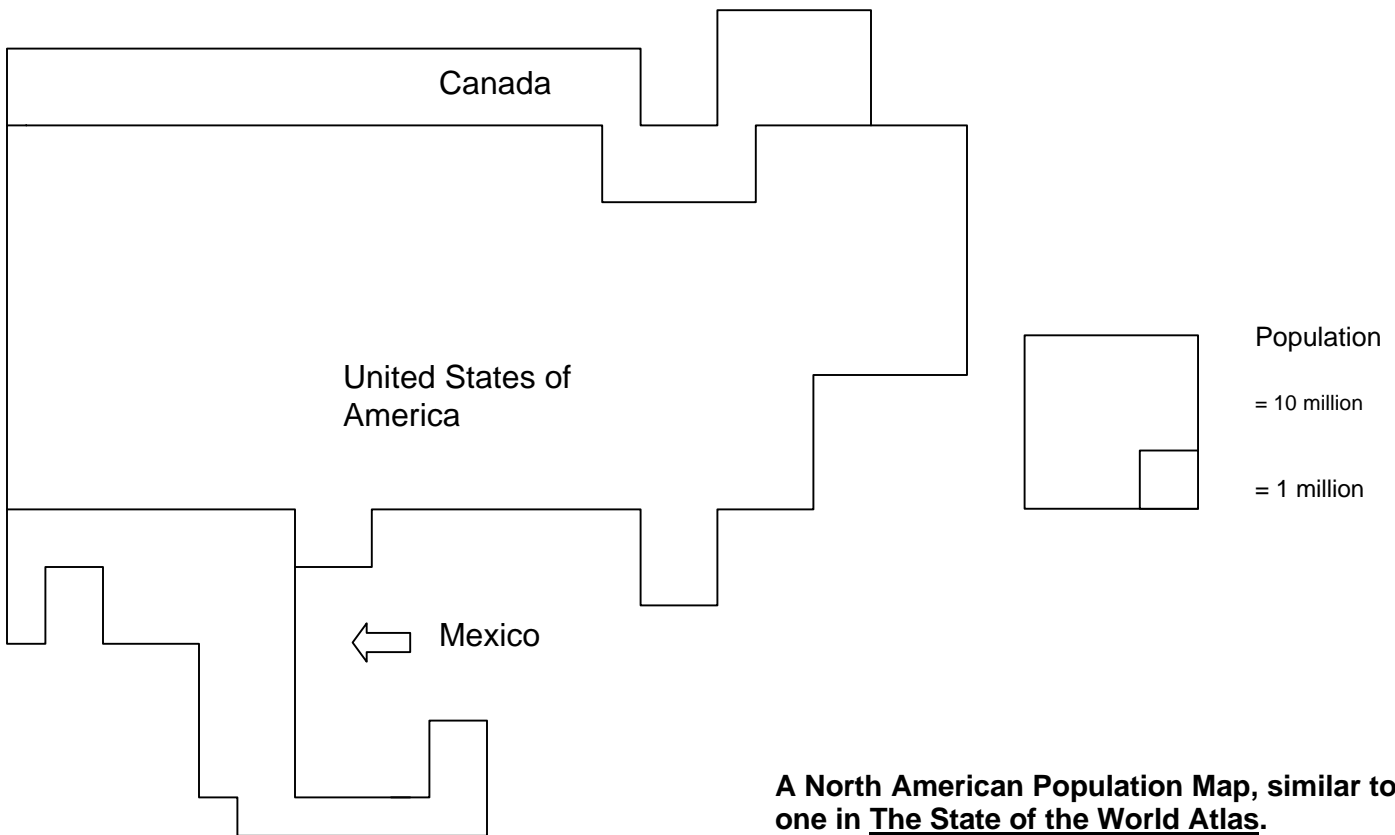 Canada
United States of
America
Population
= 10 million
= 1 million
Mexico
A North American Population Map, similar to
one in The State of the World Atlas.